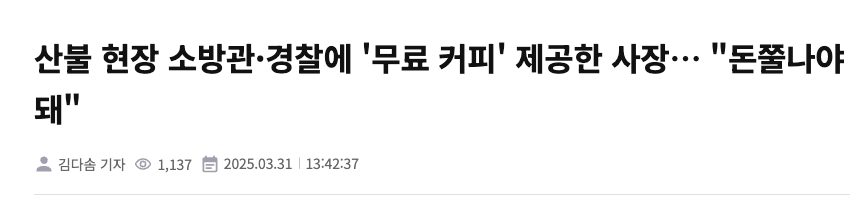 산불 현장 소방관·경찰에 '무료 커피' 제공한 사장… "돈쭐나야
돼"
김다솜 기자 1,137 2025.03.31 | 13:42:37